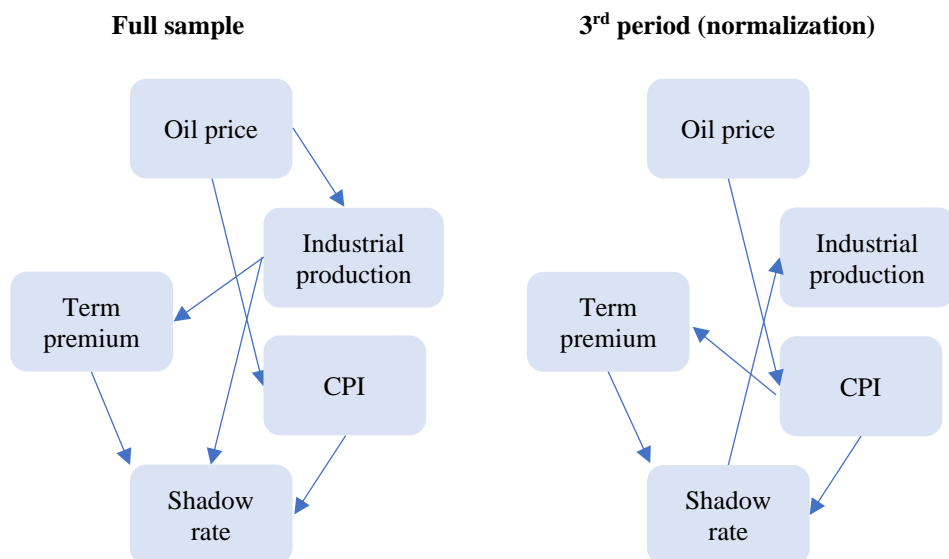 Full sample
Oil price
Industrial
production
Term
premium
CPI
Shadow
rate
3rd period (normalization)
Oil price
Industrial
production
Term
premium
CPI
Shadow
rate